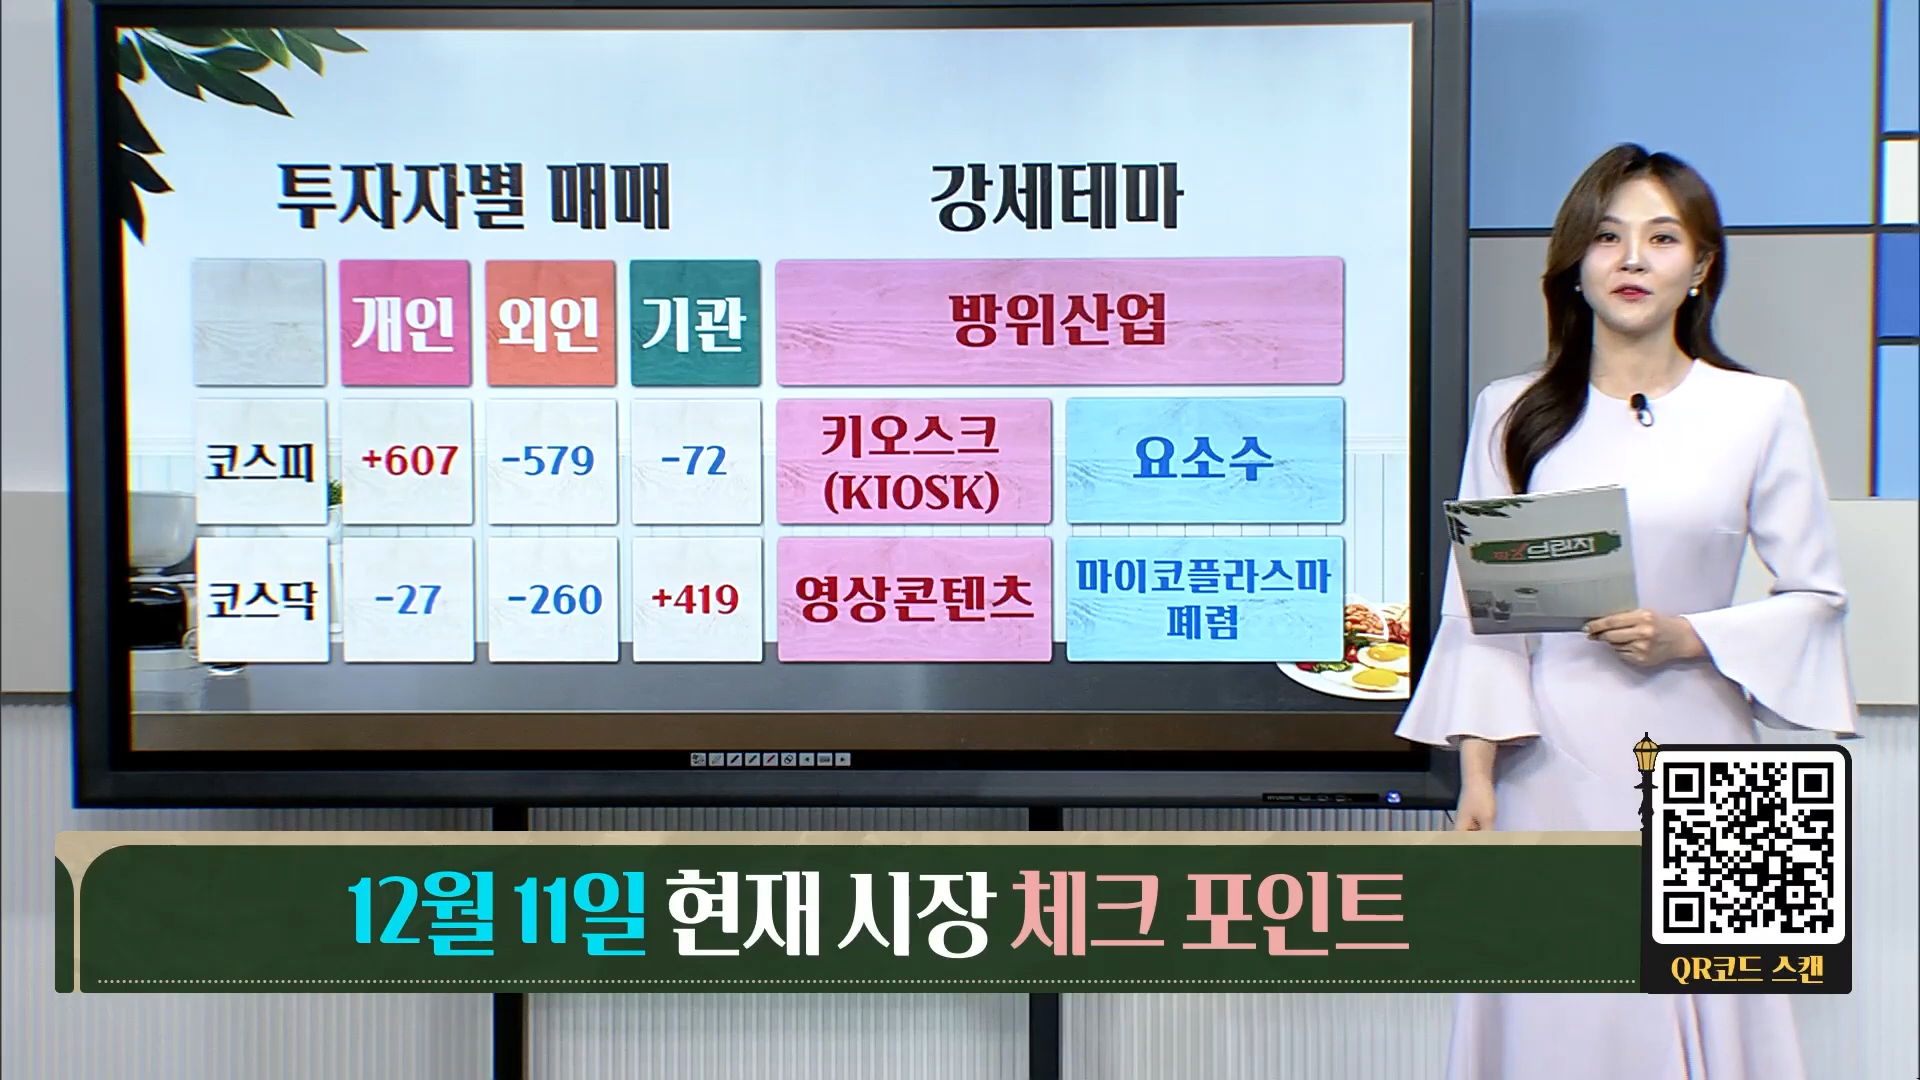 투자자별 매매
강세테마
개인 외인 기관
방위산업
코스피 +607 -579 -72
키오스크
(KIOSK)
요소수
코스닥 -27 -260 +419
영상콘텐츠
마이코플라스마
폐렴
브런치
12월 11일 현재 시장 체크 포인트
QR코드 스캔